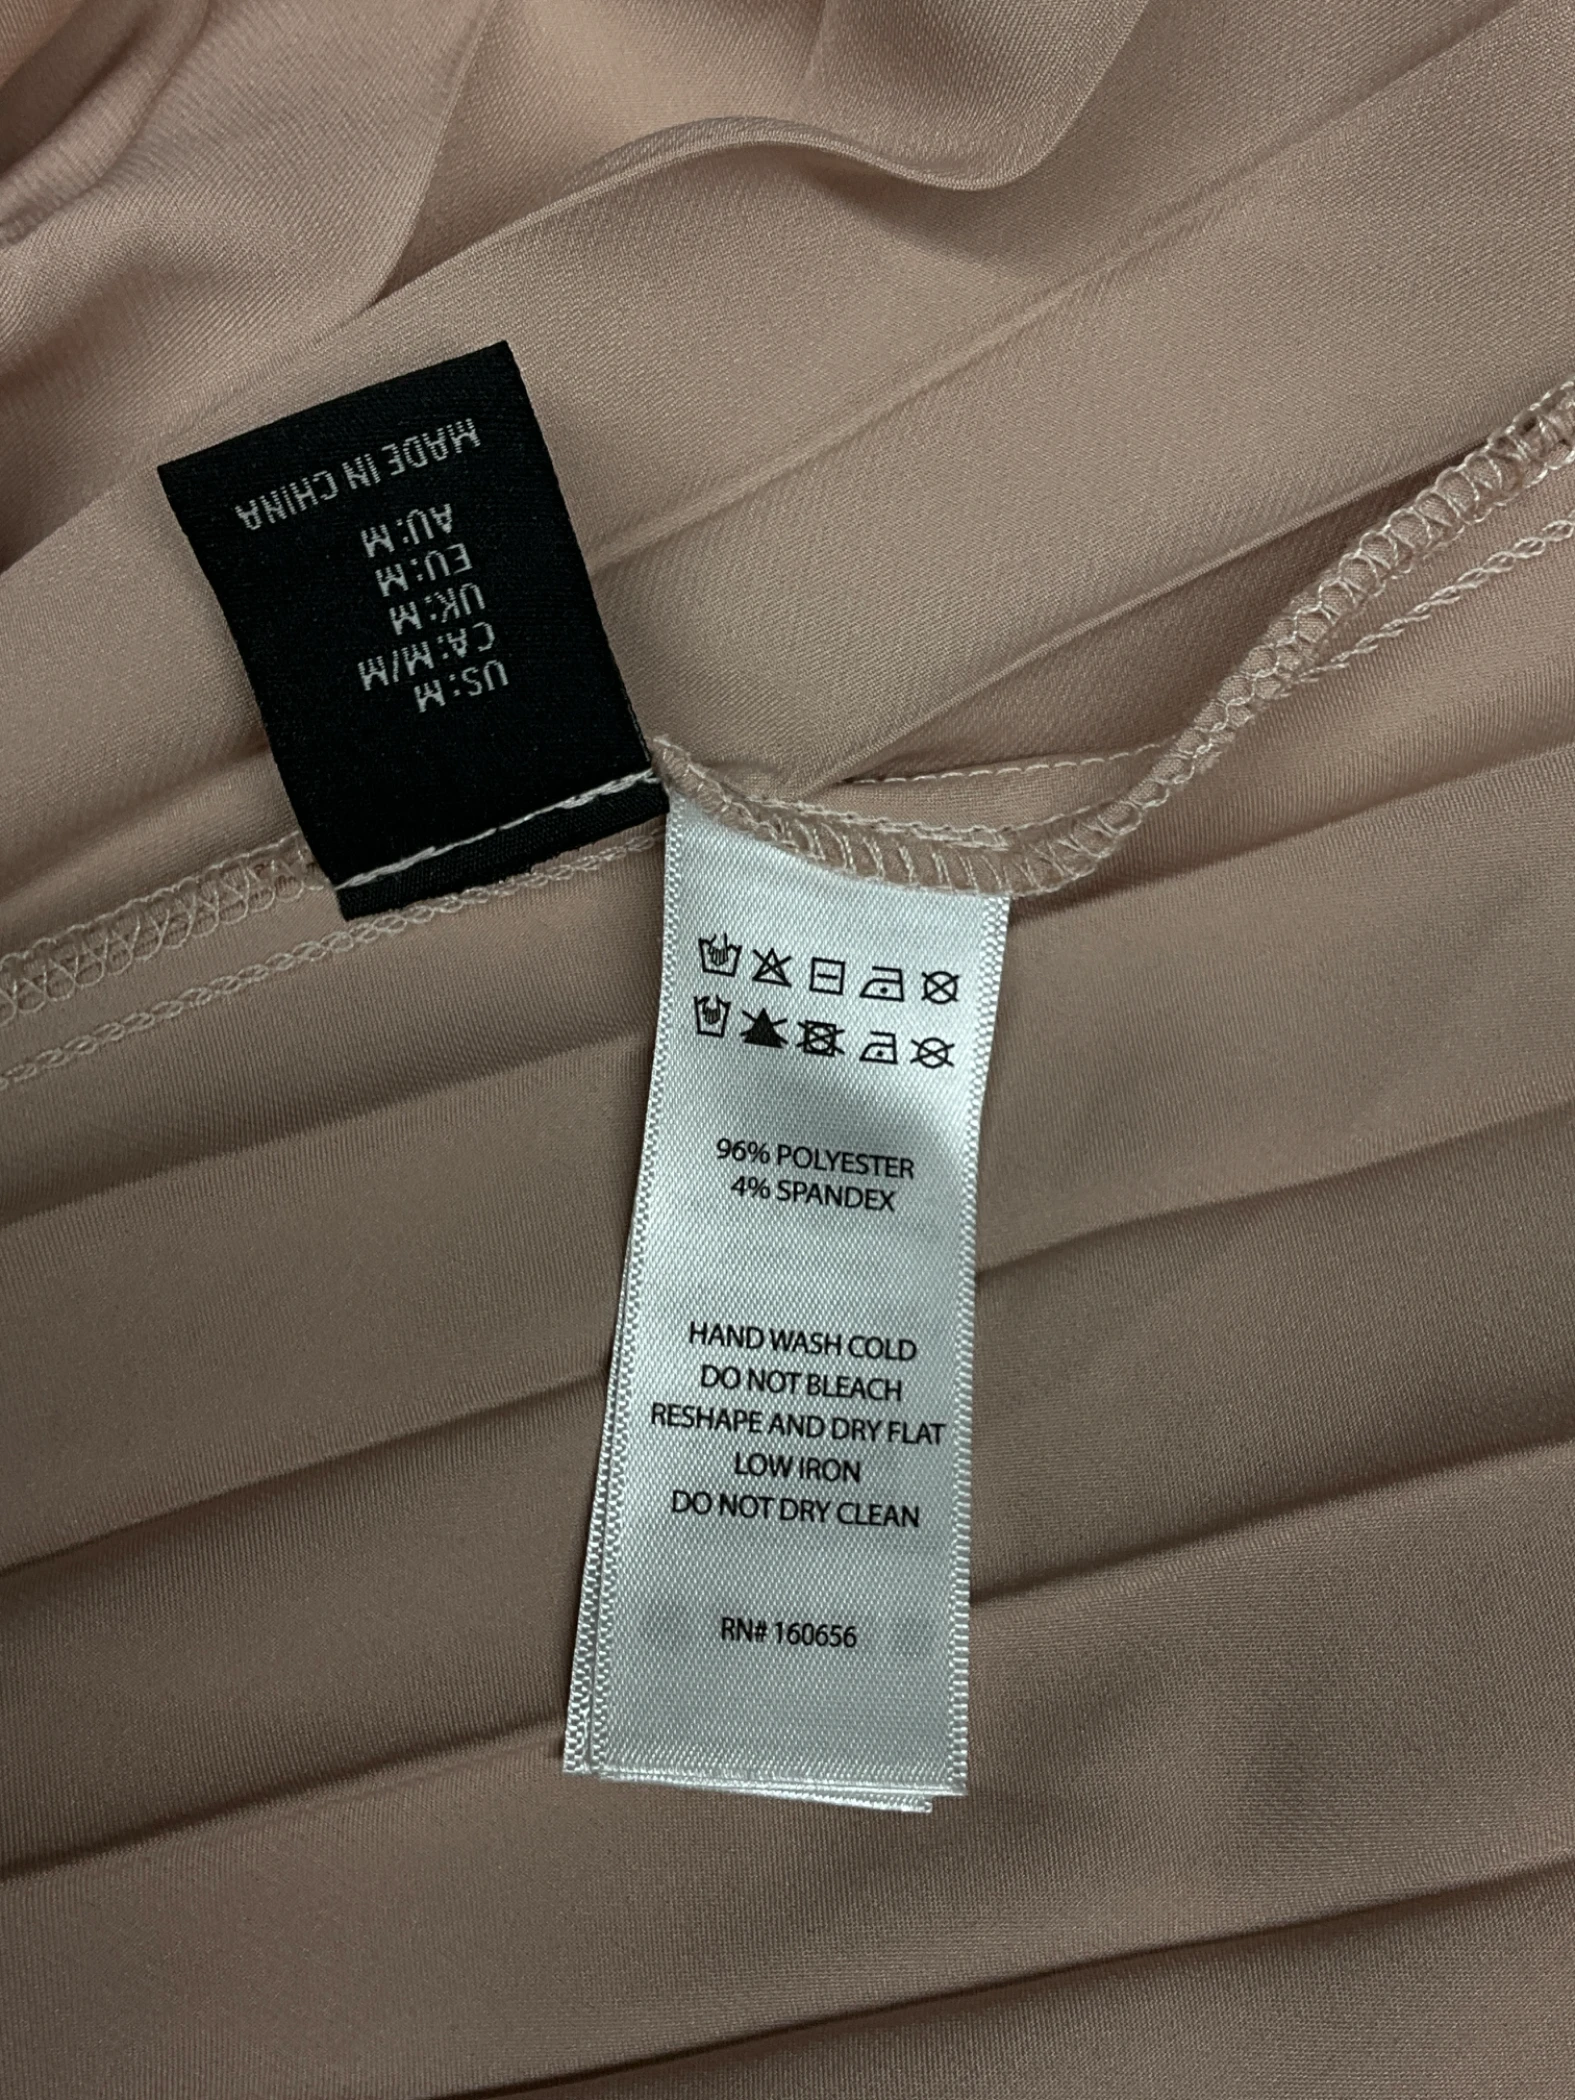 MADE IN CHINA
AU:M
EU:M
UK:M
CA:M/M
US:M
96% POLYESTER
4% SPANDEX
HAND WASH COLD
DO NOT BLEACH
RESHAPE AND DRY FLAT
LOW IRON
DO NOT DRY CLEAN
RN# 160656